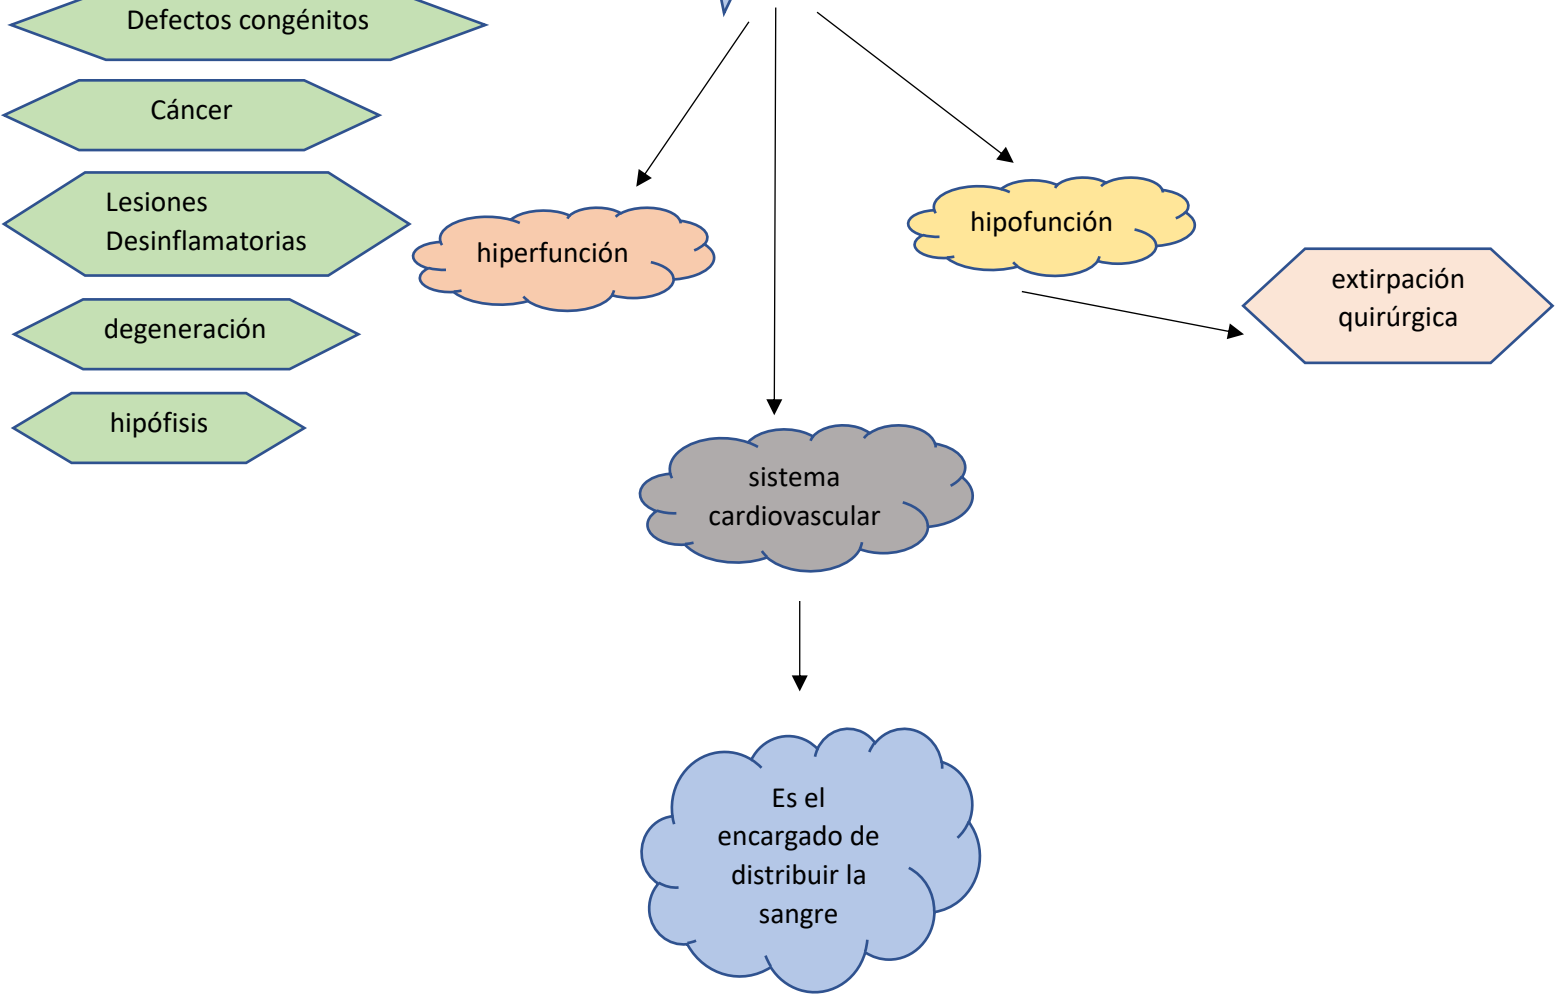 Defectos congénitos
Cáncer
Lesiones
Desinflamatorias
degeneración
hipófisis
hiperfunción
hipofunción
extirpación
quirúrgica
sistema
cardiovascular
Es el
encargado de
distribuir la
sangre